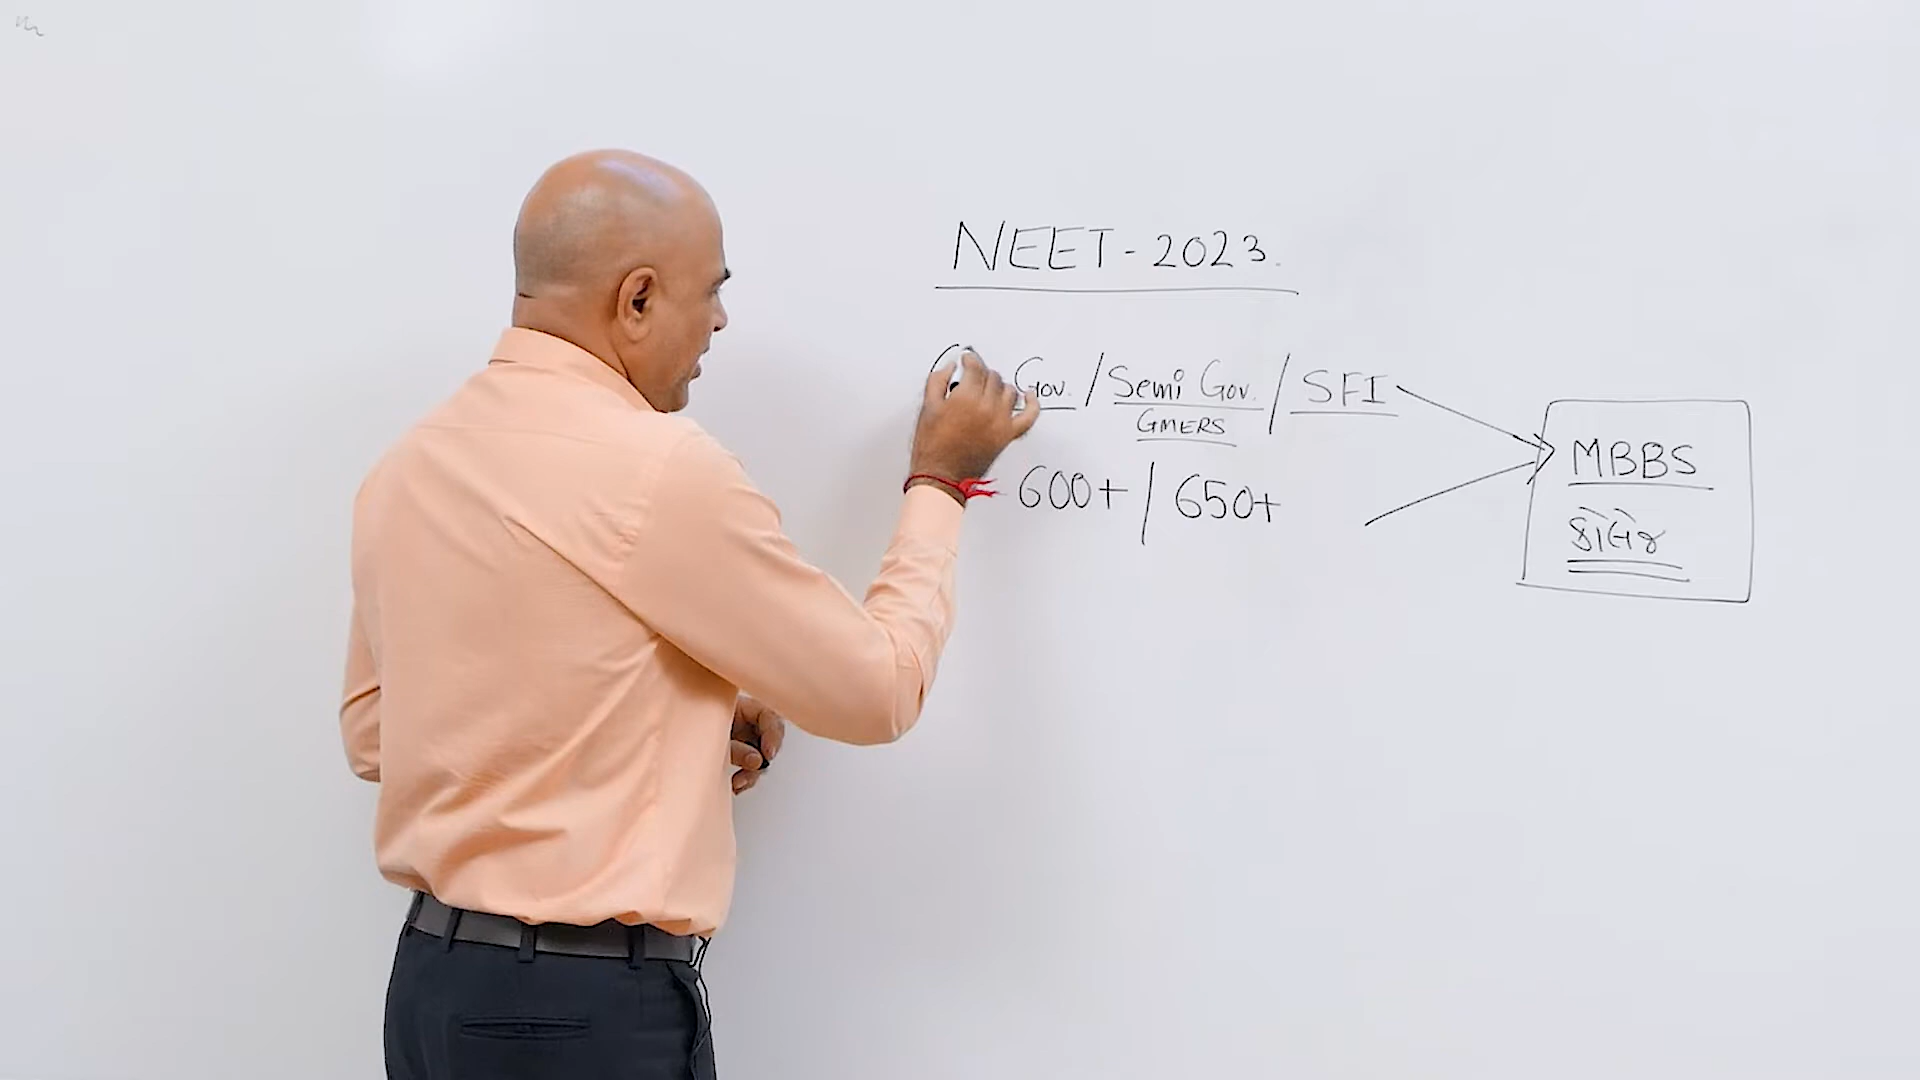 NEET - 2023.
Gov. / Semi Gov. / SFI
GMERS
600+ / 650+
MBBS
કોલેજ